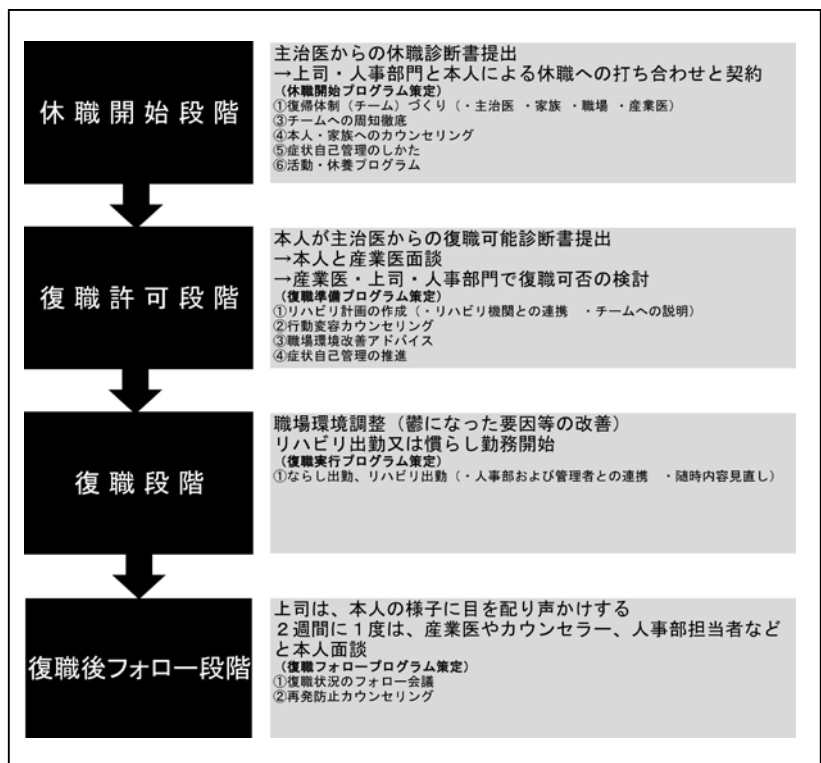 休職開始段階
主治医からの休職診断書提出
→上司・人事部門と本人による休職への打ち合わせと契約
（休職開始プログラム策定）
①復帰体制（チーム）づくり（・主治医 ・家族 ・職場 ・産業医）
③チームへの周知徹底
④本人・家族へのカウンセリング
⑤症状自己管理のしかた
⑥活動・休養プログラム
復職許可段階
本人が主治医からの復職可能診断書提出
→本人と産業医面談
→産業医・上司・人事部門で復職可否の検討
（復職準備プログラム策定）
①リハビリ計画の作成（・リハビリ機関との連携 ・チームへの説明）
②行動変容カウンセリング
③職場環境改善アドバイス
④症状自己管理の推進
復職段階
職場環境調整（鬱になった要因等の改善）
リハビリ出勤又は慣らし勤務開始
（復職実行プログラム策定）
①ならし出勤、リハビリ出勤（・人事部および管理者との連携 ・随時内容見直し）
復職後フォロー段階
上司は、本人の様子に目を配り声かけする
２週間に１度は、産業医やカウンセラー、人事部担当者など
と本人面談
（復職フォロープログラム策定）
①復職状況のフォロー会議
②再発防止カウンセリング